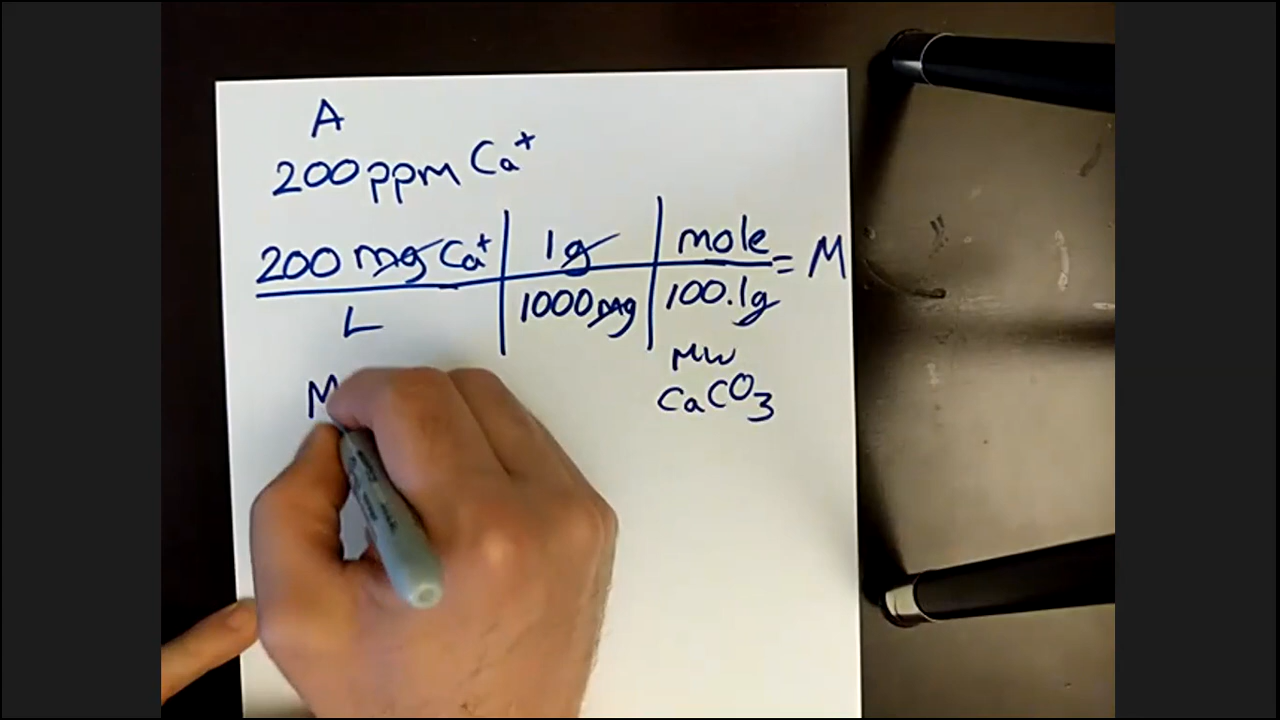 A
200 ppm Ca+
200 mg Ca+ 1g mole = M
L 1000 mg 100.1g
MW
M CaCO3